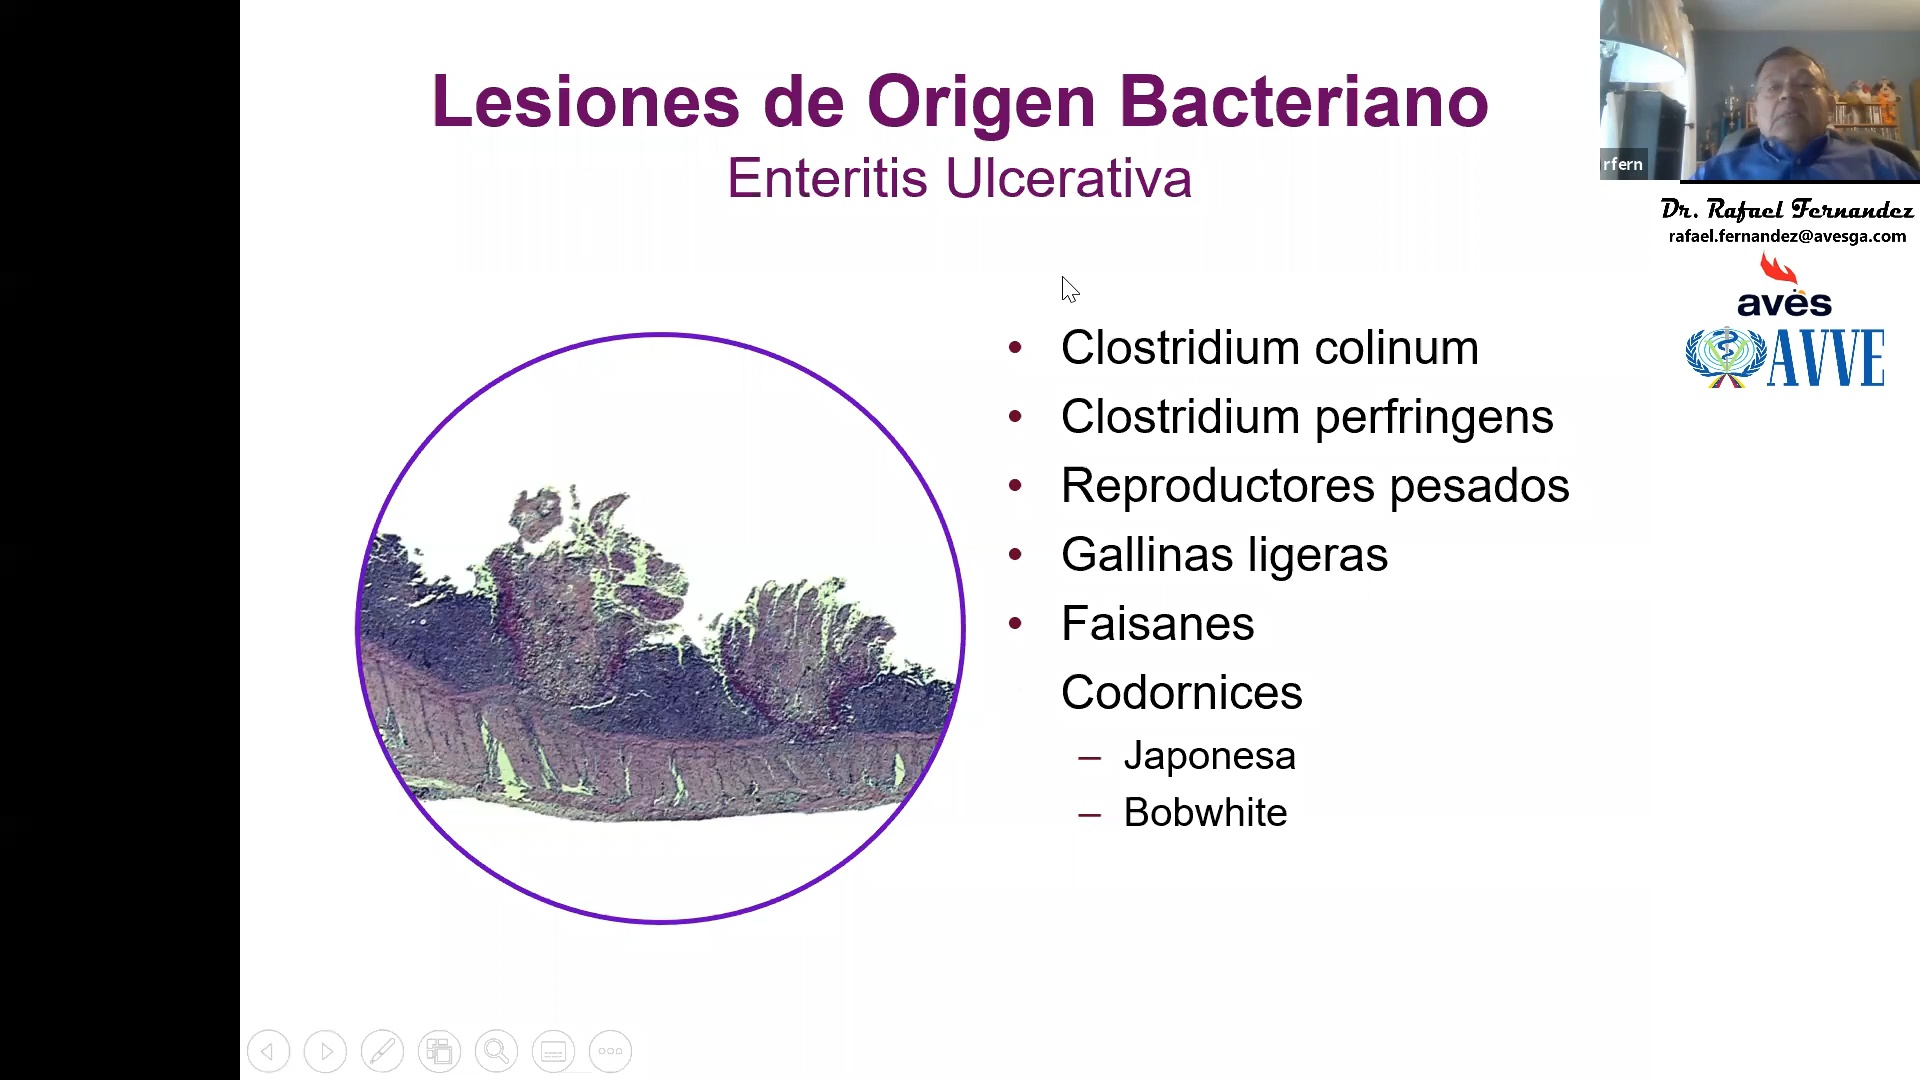 Lesiones de Origen Bacteriano
Enteritis Ulcerativa
• Clostridium colinum
• Clostridium perfringens
• Reproductores pesados
• Gallinas ligeras
• Faisanes
Codornices
– Japonesa
– Bobwhite
rfern
Dr. Rafael Fernandez
rafael.fernandez@avesga.com
avès
AVVE